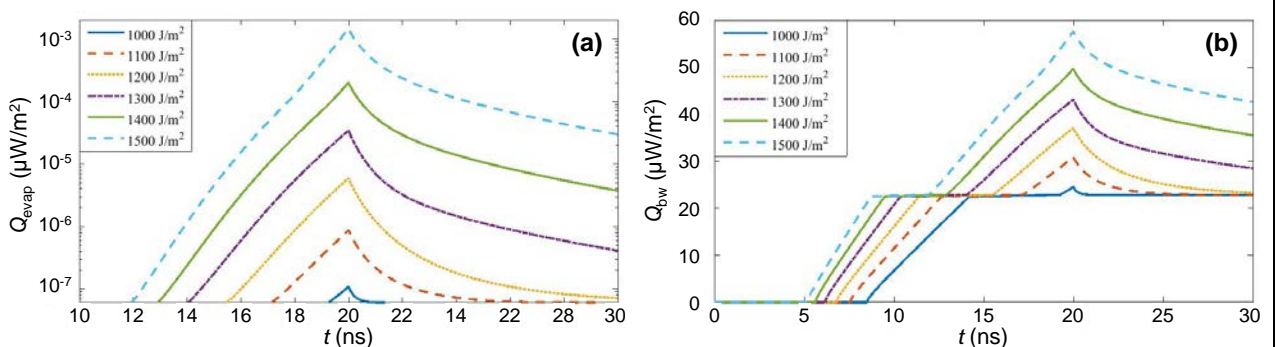 (a)
1000 J/m²
1100 J/m²
1200 J/m²
1300 J/m²
1400 J/m²
1500 J/m²
Q_evap (µW/m²)
10⁻³
10⁻⁴
10⁻⁵
10⁻⁶
10⁻⁷
10 12 14 16 18 20 22 14 22 28 30
t (ns)
(b)
1000 J/m²
1100 J/m²
1200 J/m²
1300 J/m²
1400 J/m²
1500 J/m²
Q_bw (µW/m²)
60
50
40
30
20
10
0
0 5 10 15 20 25 30
t (ns)